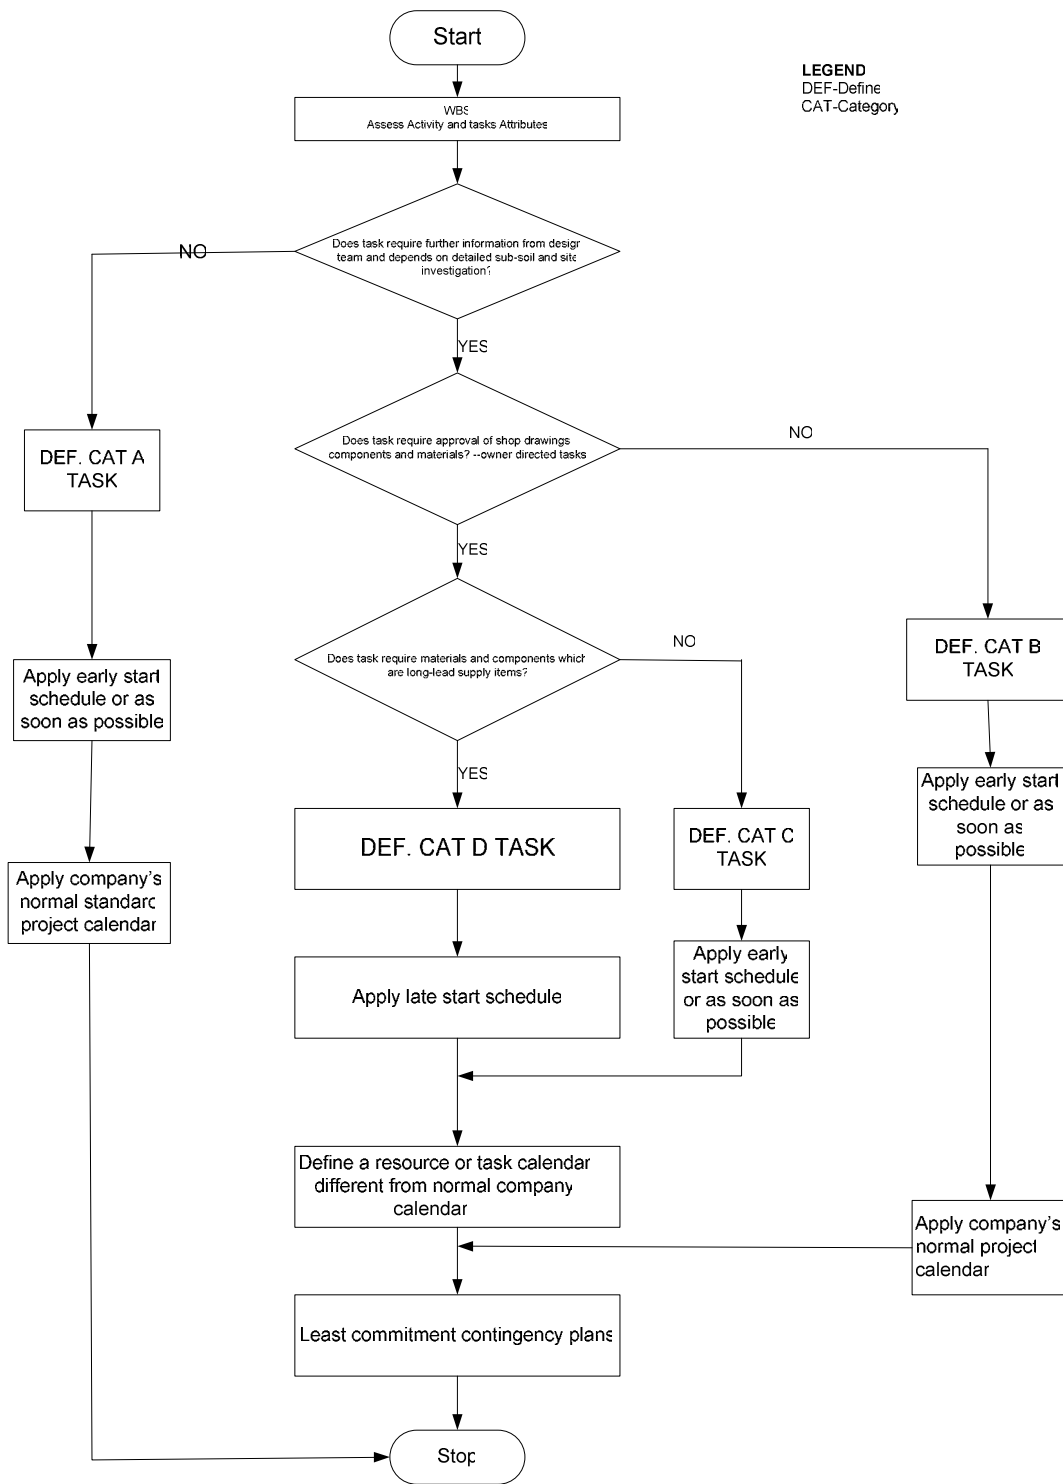 Start
LEGEND
DEF-Define
CAT-Category
WBS
Assess Activity and tasks Attributes
Does task require further information from design
team and depends on detailed sub-soil and site
investigation?
NO
YES
Does task require approval of shop drawings
components and materials? --owner directed tasks
NO
DEF. CAT A
TASK
YES
Does task require materials and components which
are long-lead supply items?
NO
DEF. CAT B
TASK
Apply early start
schedule or as
soon as possible
YES
DEF. CAT D TASK
DEF. CAT C
TASK
Apply early start
schedule or as
soon as
possible
Apply company's
normal standard
project calendar
Apply late start schedule
Apply early
start schedule
or as soon as
possible
Define a resource or task calendar
different from normal company
calendar
Apply company's
normal project
calendar
Least commitment contingency plans
Stop